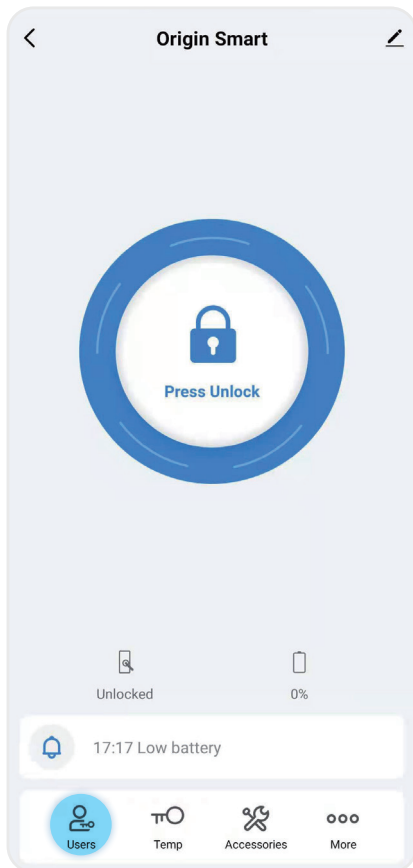 Origin Smart
Press Unlock
Unlocked 0%
17:17 Low battery
Users Temp Accessories More